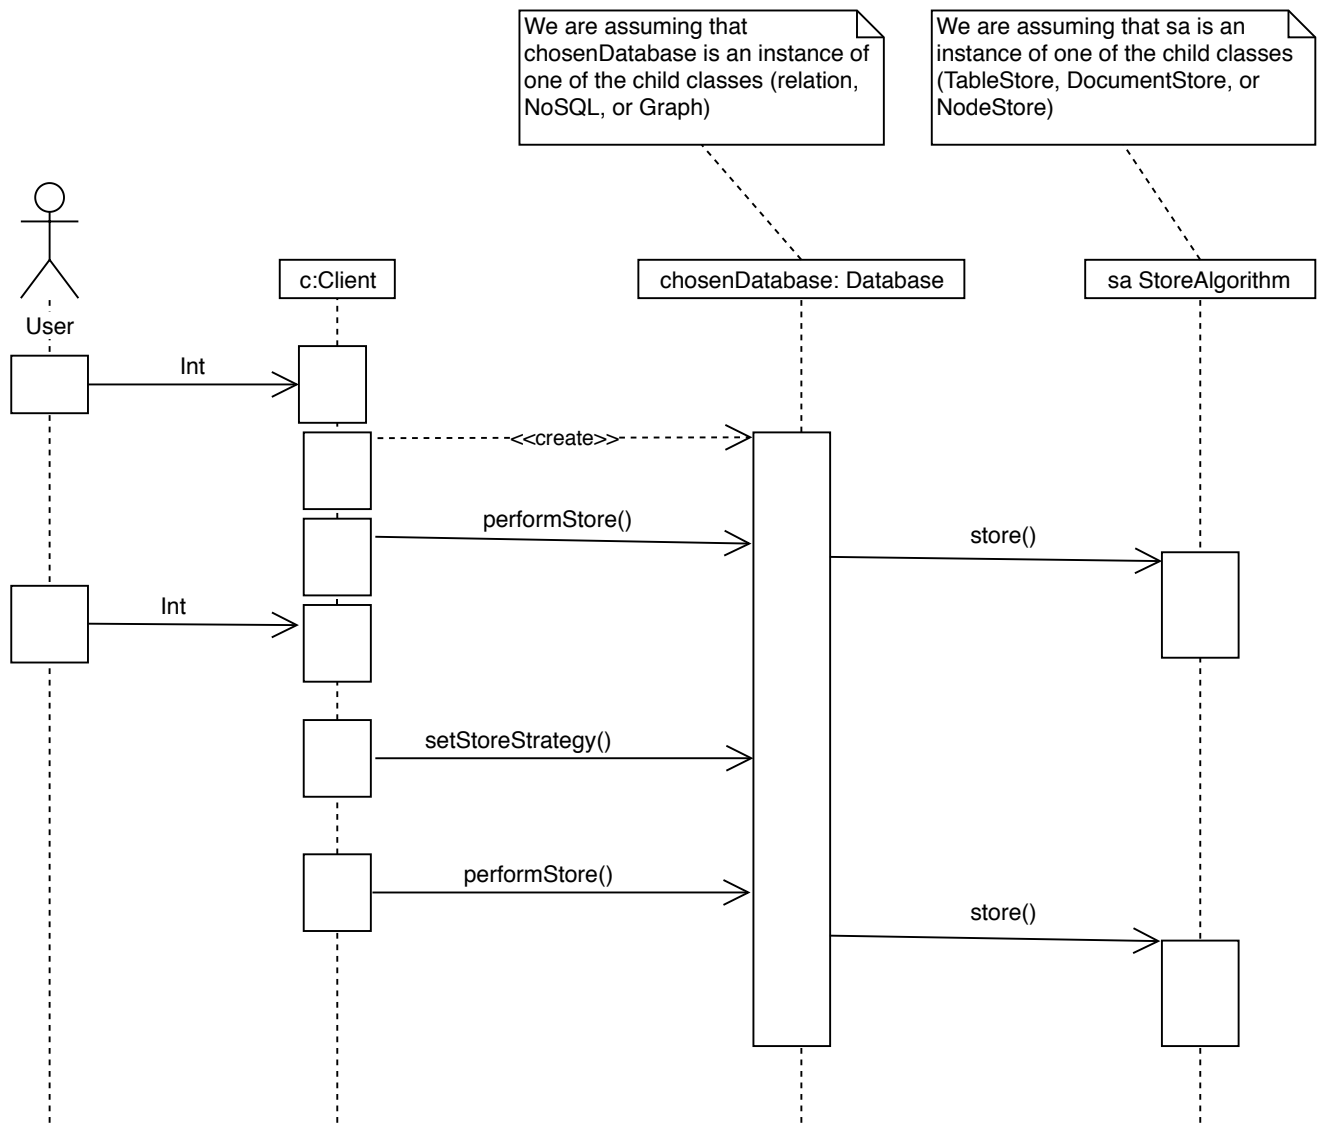 We are assuming that
chosenDatabase is an instance of
one of the child classes (relation,
NoSQL, or Graph)
We are assuming that sa is an
instance of one of the child classes
(TableStore, DocumentStore, or
NodeStore)
c:Client
chosenDatabase: Database
sa StoreAlgorithm
User
Int
<<create>>
performStore()
store()
Int
setStoreStrategy()
performStore()
store()